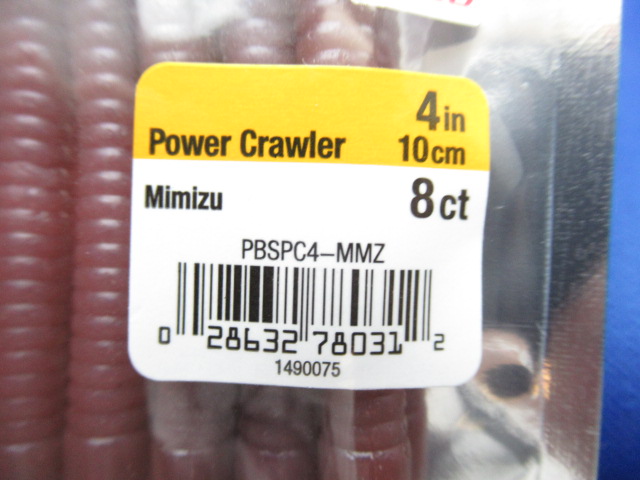 4in
Power Crawler 10cm
Mimizu 8ct
PBSPC4-MMZ
0 28632 78031 2
1490075